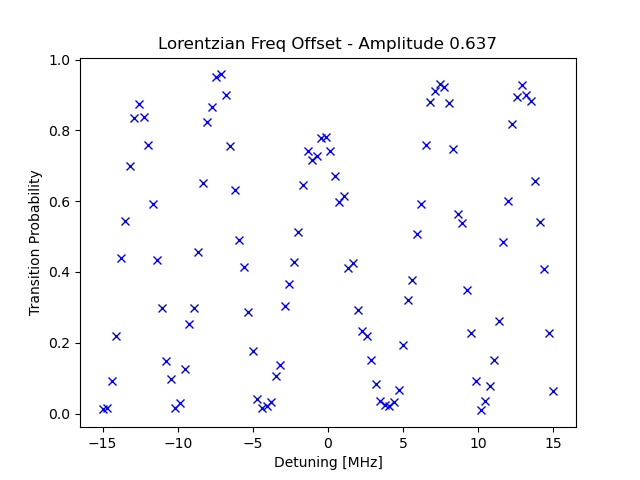 Lorentzian Freq Offset - Amplitude 0.637
Transition Probability
1.0
0.8
0.6
0.4
0.2
0.0
−15 −10 −5 0 5 10 15
Detuning [MHz]